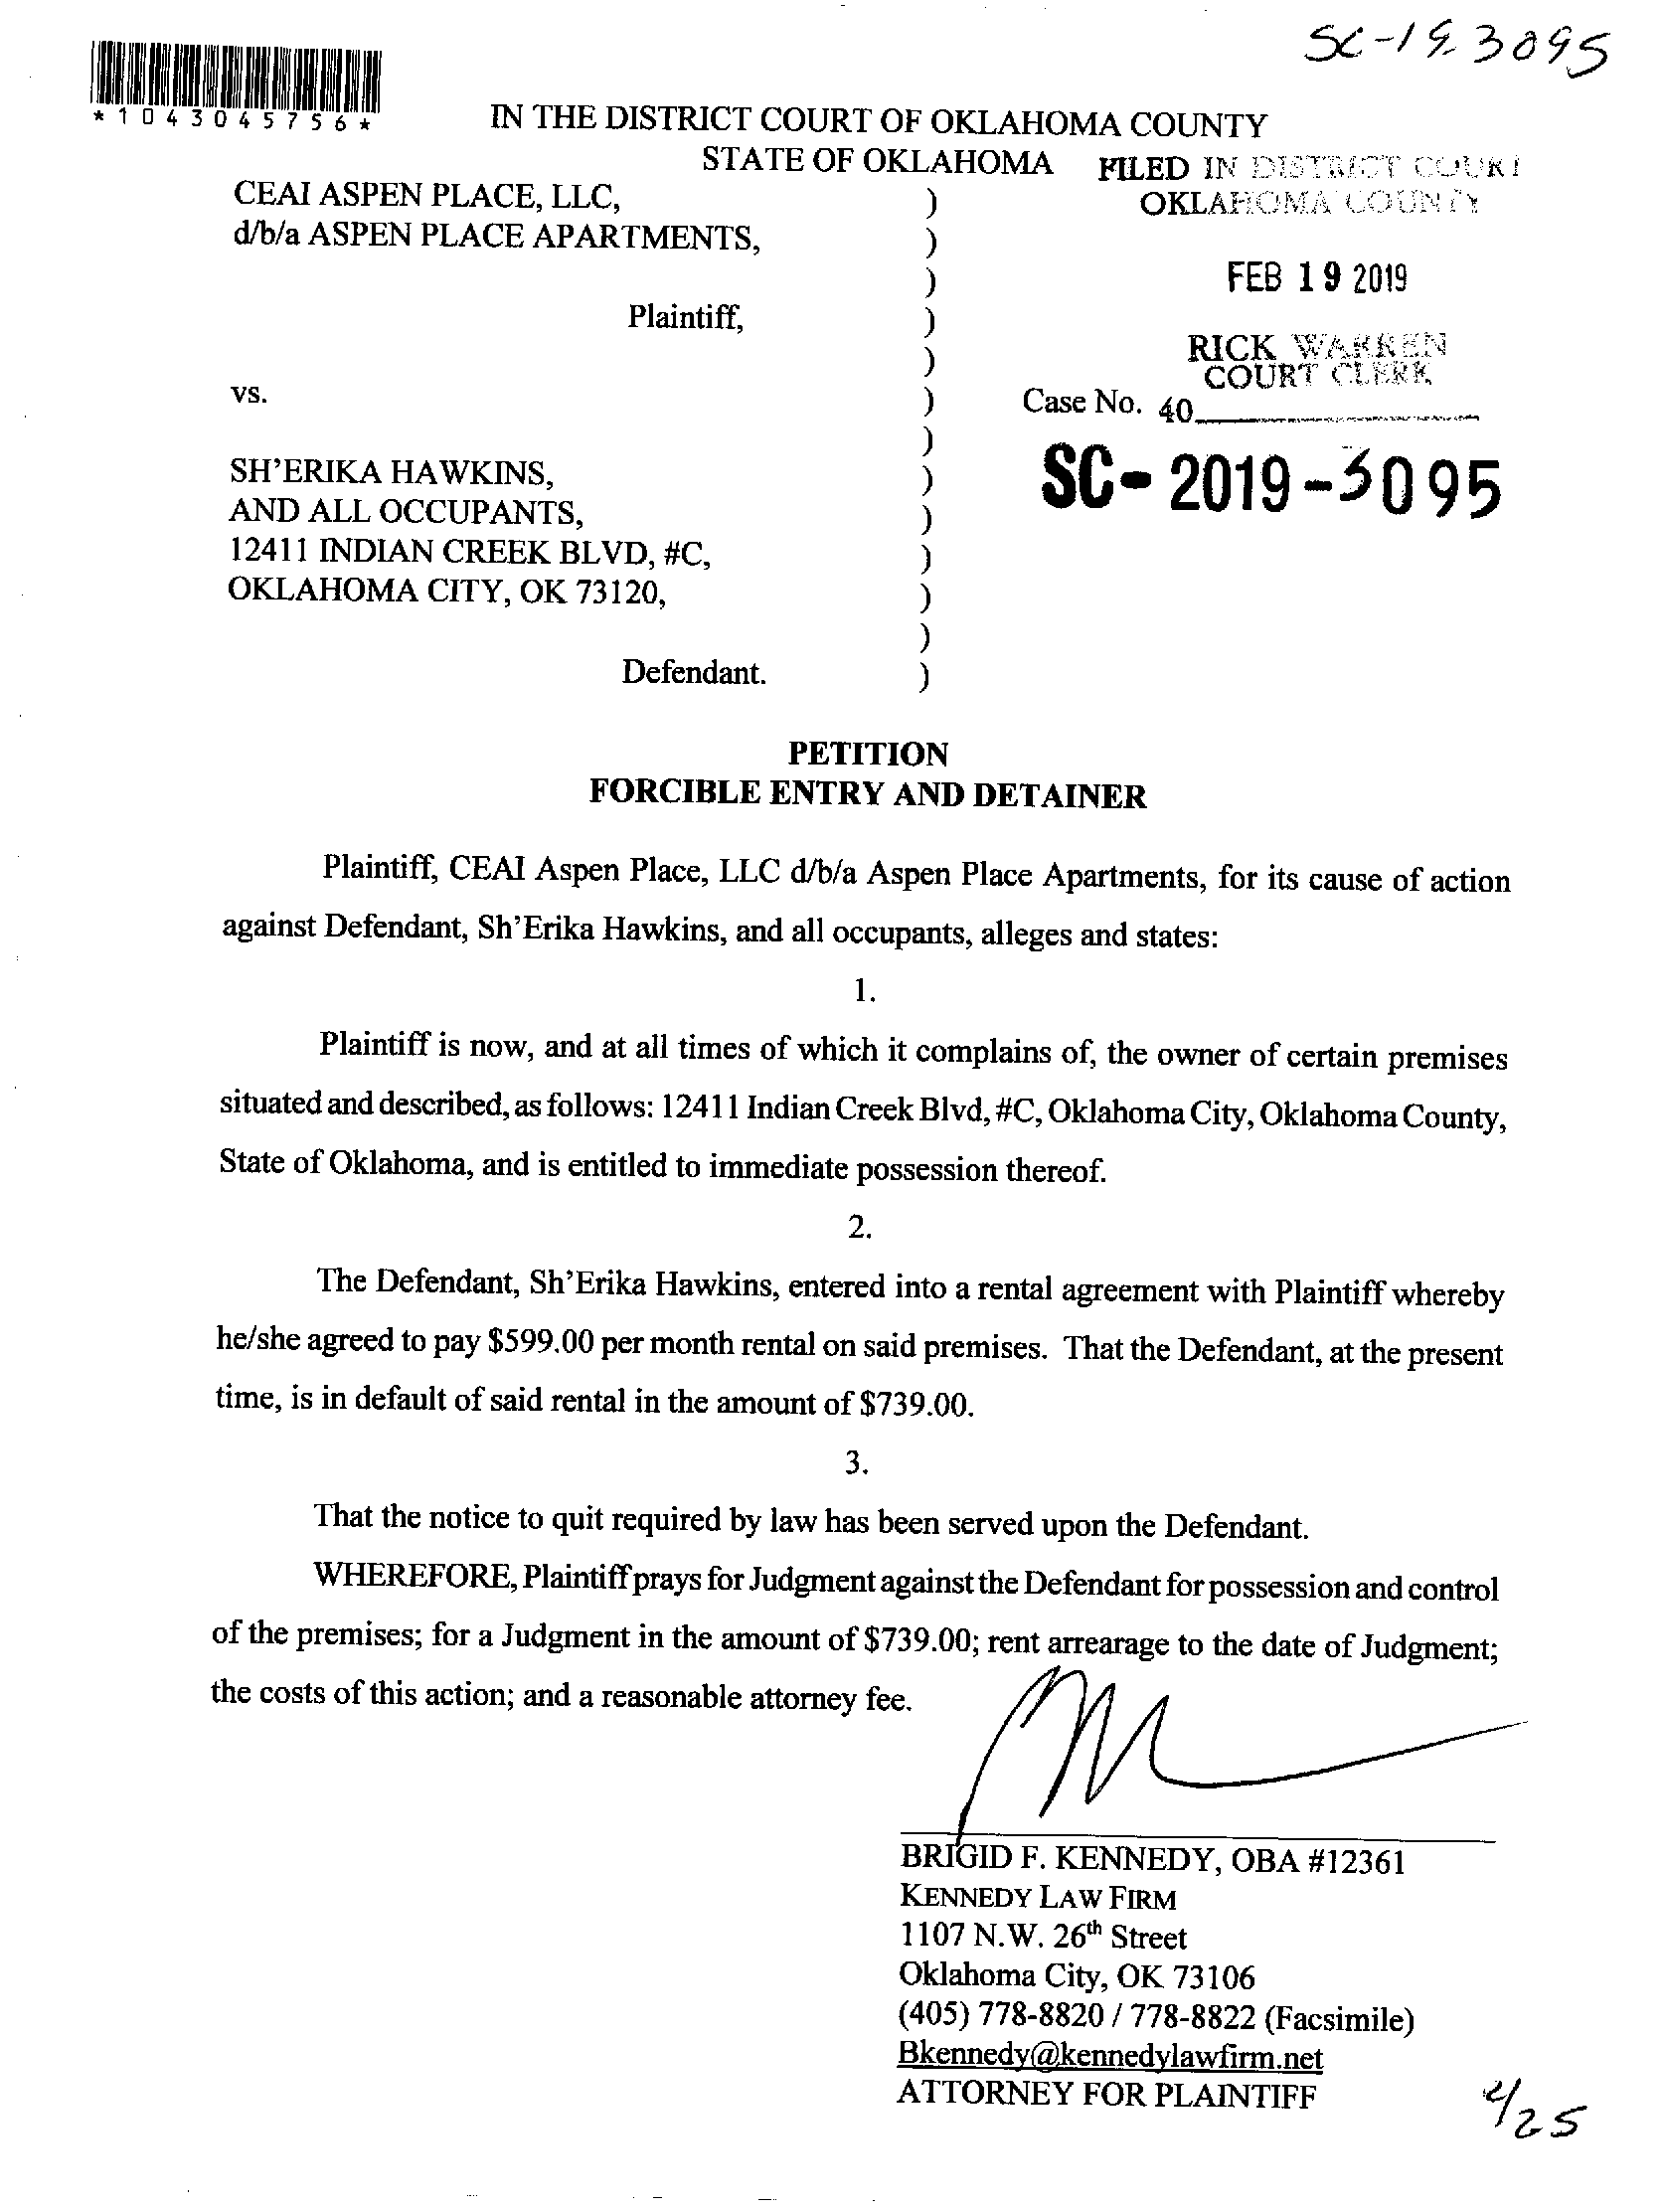 SC-19-3095
*1043045756*
IN THE DISTRICT COURT OF OKLAHOMA COUNTY
STATE OF OKLAHOMA
FILED IN DISTRICT COURT
OKLAHOMA COUNTY
CEAI ASPEN PLACE, LLC, )
d/b/a ASPEN PLACE APARTMENTS, )
)
FEB 19 2019
Plaintiff, )
)
RICK WARREN
COURT CLERK
vs. ) Case No. 40
)
SH'ERIKA HAWKINS, ) SC-2019-3095
AND ALL OCCUPANTS, )
12411 INDIAN CREEK BLVD, #C, )
OKLAHOMA CITY, OK 73120, )
)
Defendant. )
PETITION
FORCIBLE ENTRY AND DETAINER
Plaintiff, CEAI Aspen Place, LLC d/b/a Aspen Place Apartments, for its cause of action
against Defendant, Sh'Erika Hawkins, and all occupants, alleges and states:
1.
Plaintiff is now, and at all times of which it complains of, the owner of certain premises
situated and described, as follows: 12411 Indian Creek Blvd, #C, Oklahoma City, Oklahoma County,
State of Oklahoma, and is entitled to immediate possession thereof.
2.
The Defendant, Sh'Erika Hawkins, entered into a rental agreement with Plaintiff whereby
he/she agreed to pay $599.00 per month rental on said premises. That the Defendant, at the present
time, is in default of said rental in the amount of $739.00.
3.
That the notice to quit required by law has been served upon the Defendant.
WHEREFORE, Plaintiff prays for Judgment against the Defendant for possession and control
of the premises; for a Judgment in the amount of $739.00; rent arrearage to the date of Judgment;
the costs of this action; and a reasonable attorney fee.
BRIGID F. KENNEDY, OBA #12361
KENNEDY LAW FIRM
1107 N.W. 26th Street
Oklahoma City, OK 73106
(405) 778-8820 / 778-8822 (Facsimile)
Bkennedy@kennedylawfirm.net
ATTORNEY FOR PLAINTIFF